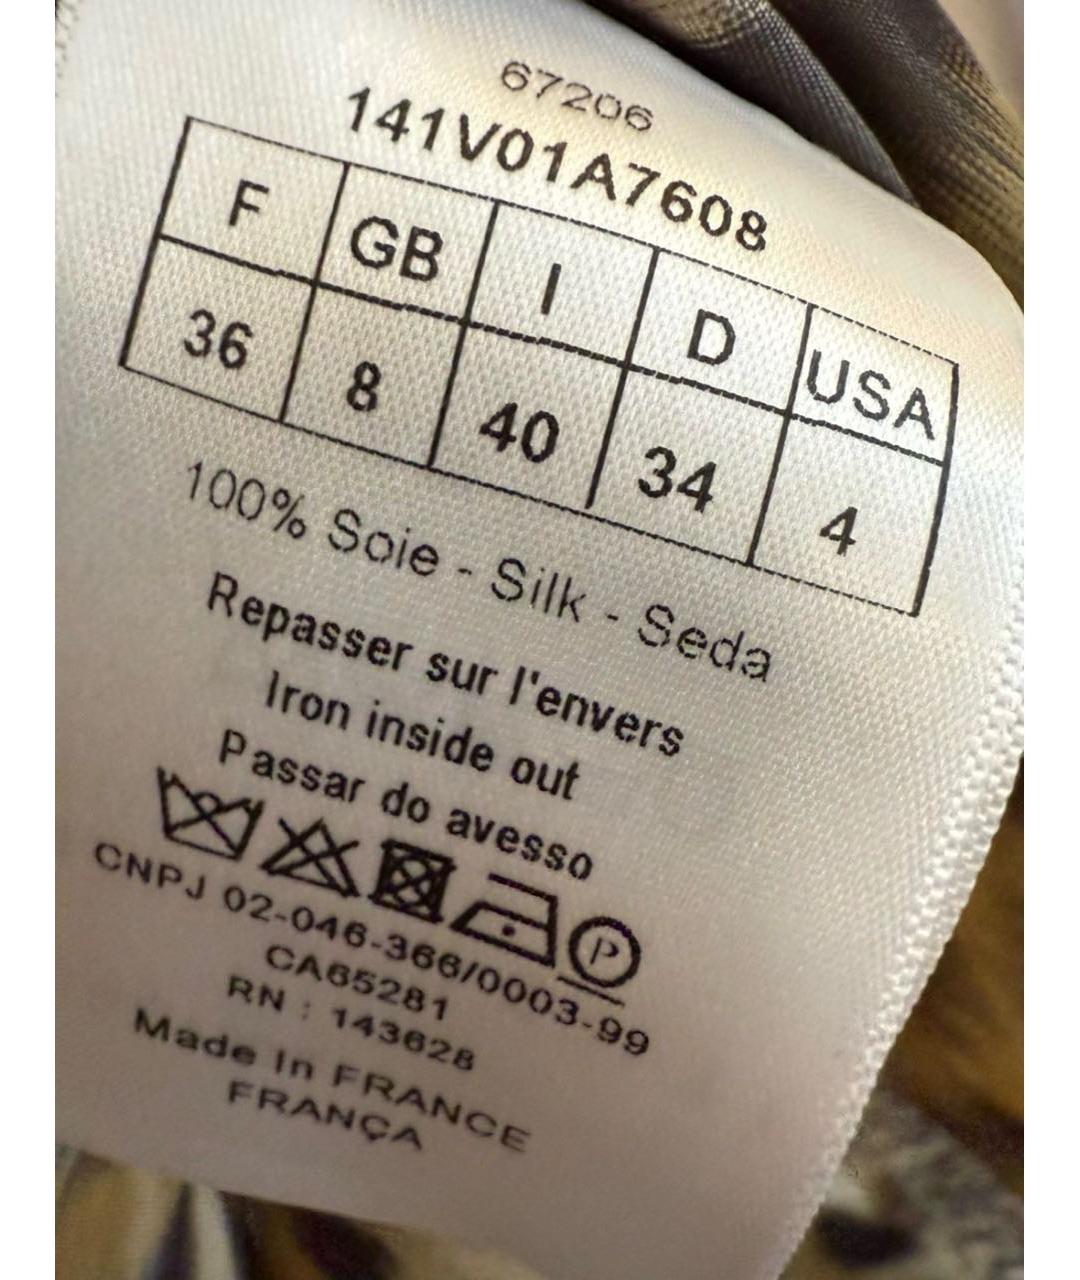 67206
141V01A7608
F GB I D USA
36 8 40 34 4
100% Soie - Silk - Seda
Repasser sur l'envers
Iron inside out
Passar do avesso
P
CNPJ 02-046-366/0003-99
CA65281
RN : 143628
Made In FRANCE
FRANÇA